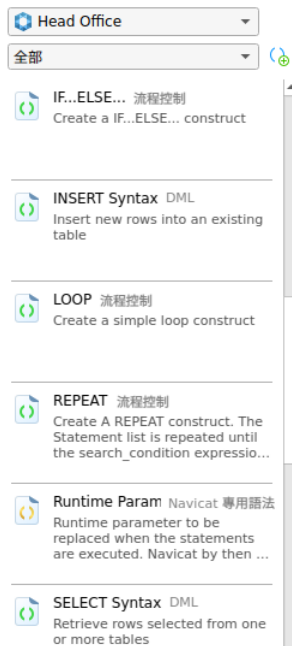 Head Office
全部
IF...ELSE... 流程控制
Create a IF...ELSE... construct
INSERT Syntax DML
Insert new rows into an existing
table
LOOP 流程控制
Create a simple loop construct
REPEAT 流程控制
Create A REPEAT construct. The
Statement list is repeated until
the search_condition expressio...
Runtime Param Navicat 專用語法
Runtime parameter to be
replaced when the statements
are executed. Navicat by then ...
SELECT Syntax DML
Retrieve rows selected from one
or more tables